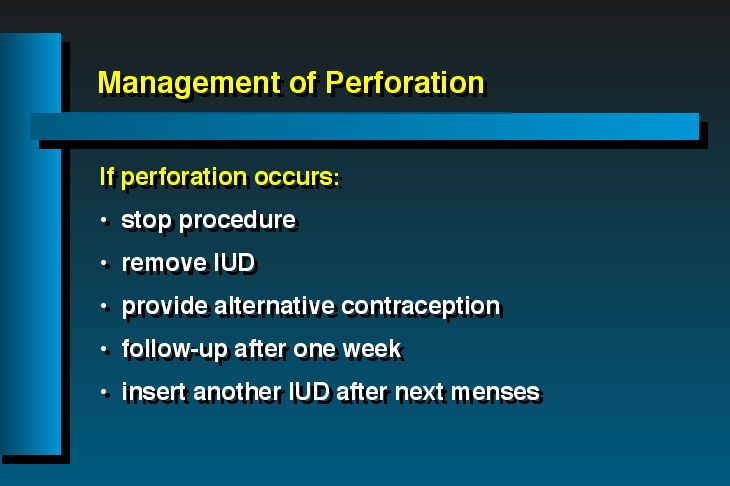 Management of Perforation
If perforation occurs:
• stop procedure
• remove IUD
• provide alternative contraception
• follow-up after one week
• insert another IUD after next menses